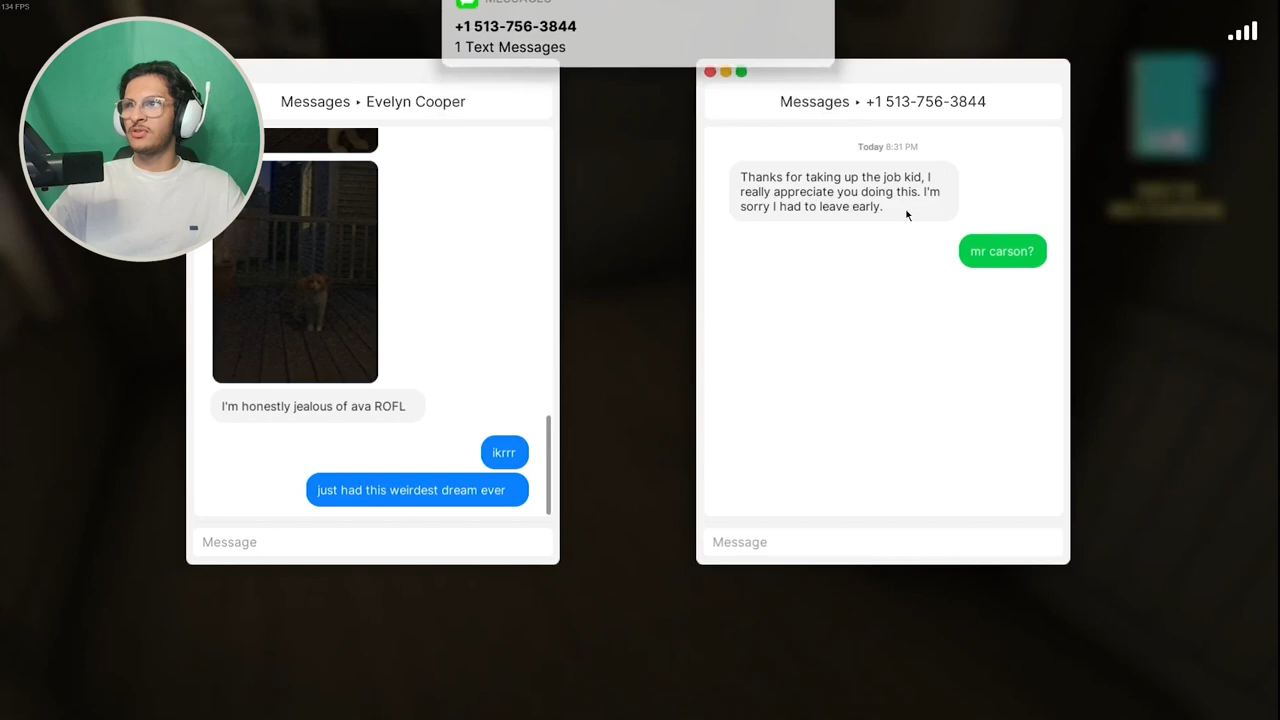 134 FPS
MESSAGES
+1 513-756-3844
1 Text Messages
Messages ‣ Evelyn Cooper
I'm honestly jealous of ava ROFL
ikrrr
just had this weirdest dream ever
Message
Messages ‣ +1 513-756-3844
Today 8:31 PM
Thanks for taking up the job kid, I
really appreciate you doing this. I'm
sorry I had to leave early.
mr carson?
Message